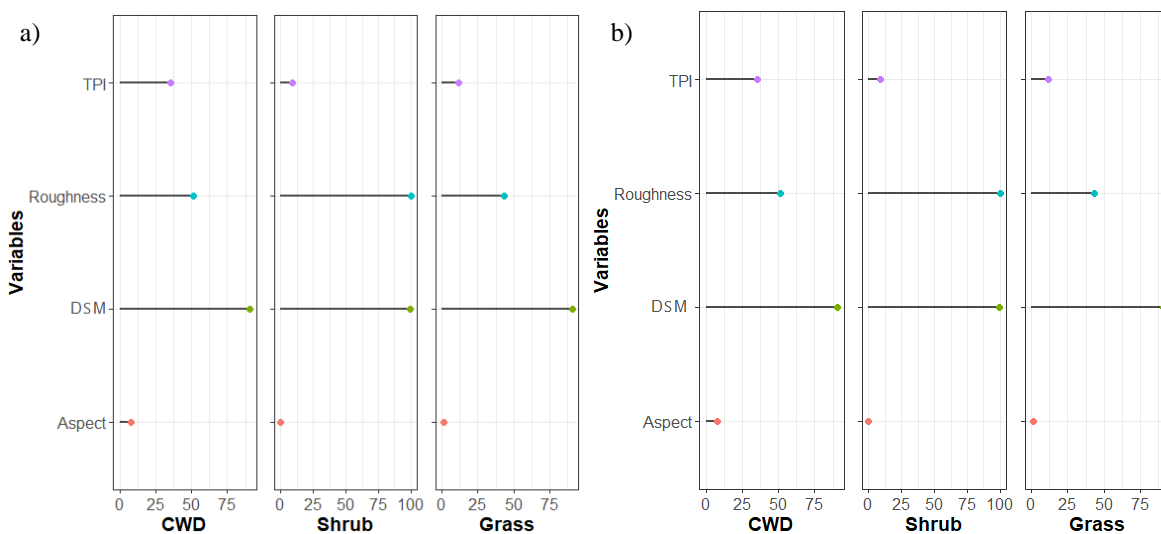 a)
TPI
Roughness
DSM
Aspect
Variables
0 25 50 75
CWD
0 25 50 75 100
Shrub
0 25 50 75
Grass
b)
TPI
Roughness
DSM
Aspect
Variables
0 25 50 75
CWD
0 25 50 75 100
Shrub
0 25 50 75
Grass